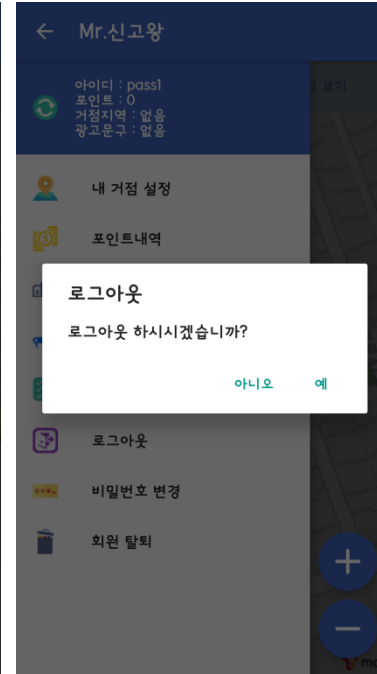 Mr.신고왕
아이디 : pass1
포인트 : 0
거점지역 : 없음
광고문구 : 없음
보기
내 거점 설정
포인트내역
로그아웃
로그아웃 하시시겠습니까?
아니오
예
로그아웃
비밀번호 변경
회원 탈퇴